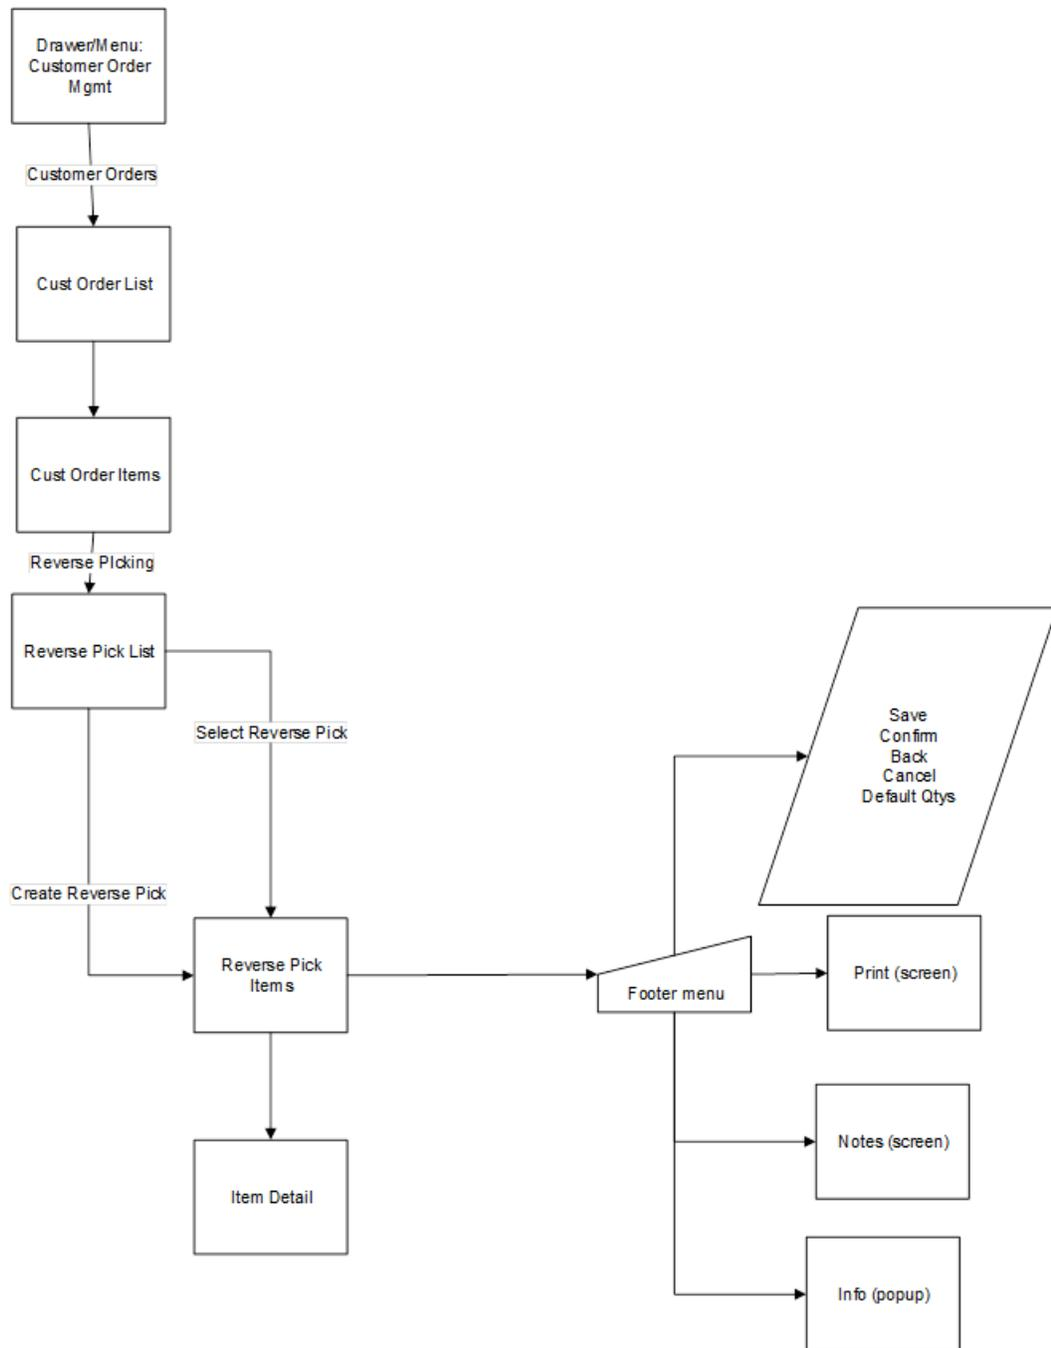 Drawer/Menu:
Customer Order
Mgmt
Customer Orders
Cust Order List
Cust Order Items
Reverse PIcking
Reverse Pick List
Select Reverse Pick
Create Reverse Pick
Reverse Pick
Items
Item Detail
Footer menu
Save
Confirm
Back
Cancel
Default Qtys
Print (screen)
Notes (screen)
Info (popup)